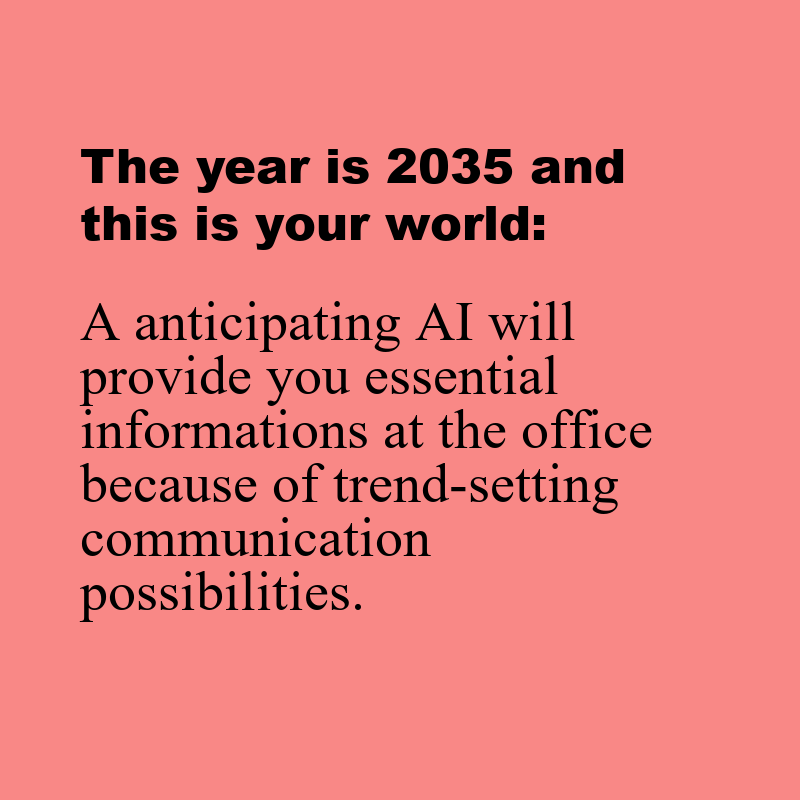 The year is 2035 and
this is your world:
A anticipating AI will
provide you essential
informations at the office
because of trend-setting
communication
possibilities.